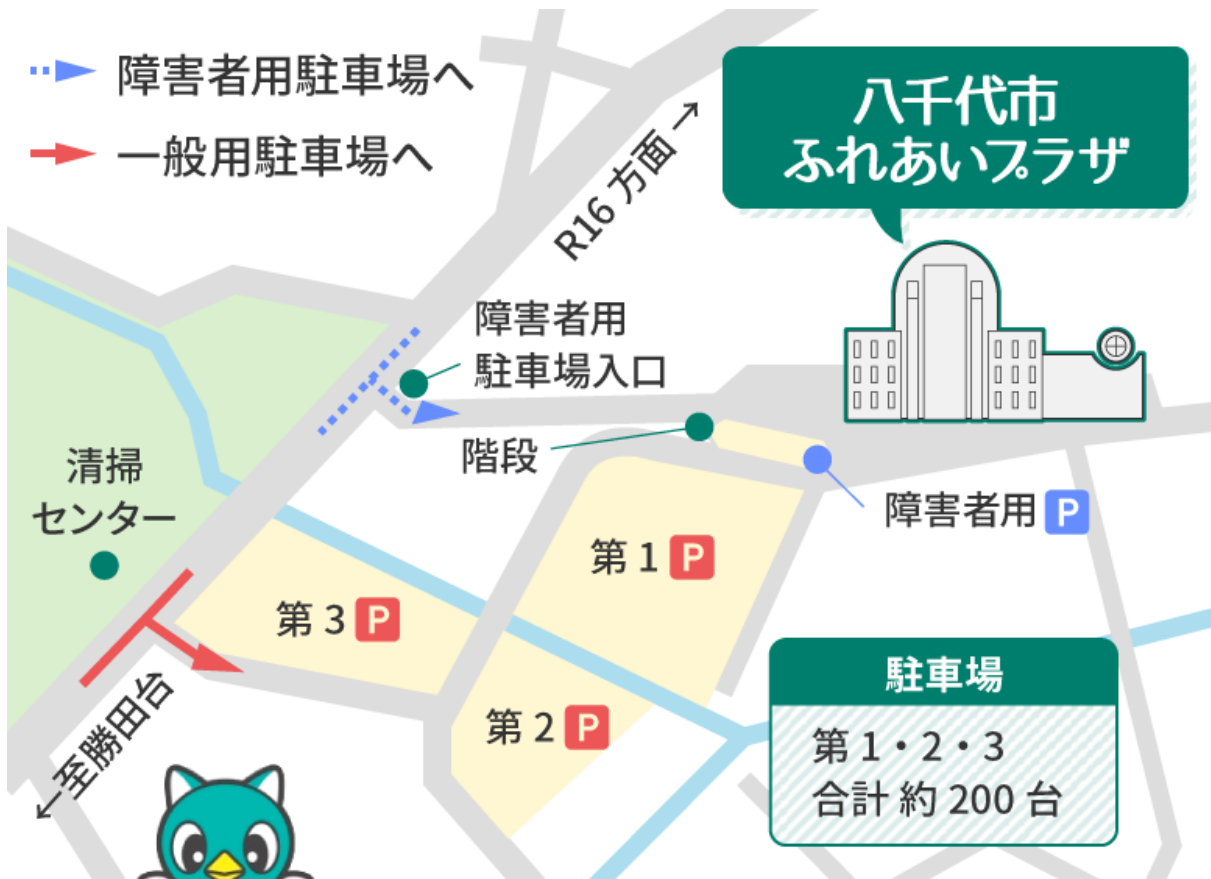 障害者用駐車場へ
一般用駐車場へ
R16 方面 →
八千代市
ふれあいプラザ
障害者用
駐車場入口
階段
清掃
センター
障害者用 P
第 1 P
第 3 P
第 2 P
←至勝田台
駐車場
第 1・2・3
合計 約 200 台